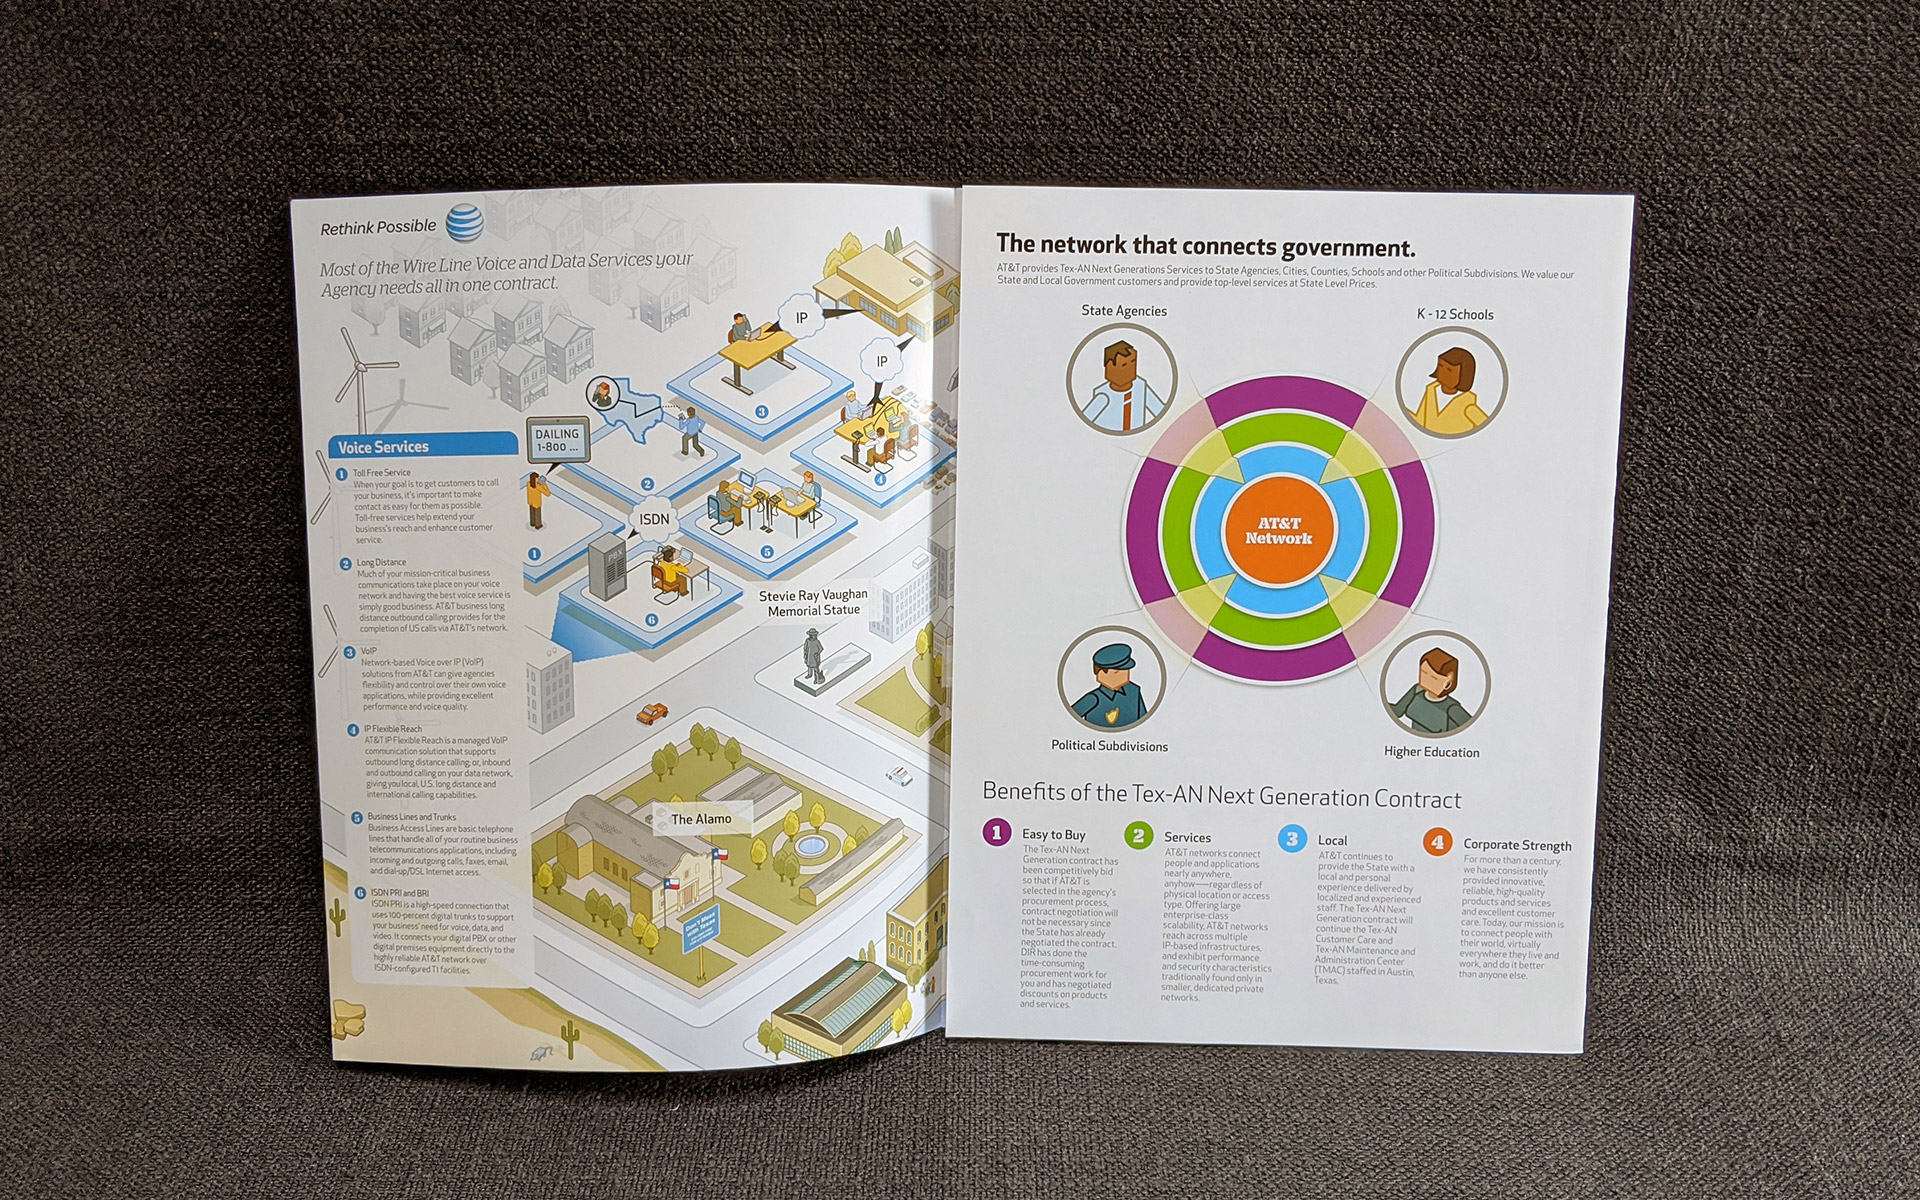 Rethink Possible
Most of the Wire Line Voice and Data Services your
Agency needs all in one contract.
IP
IP
DAILING
1-800 ...
ISDN
PBX
1
2
3
4
5
6
Stevie Ray Vaughan
Memorial Statue
The Alamo
Don't Mess
with Texas
Voice Services
1 Toll Free Service
When your goal is to get customers to call
your business, it's important to make
contact as easy for them as possible.
Toll-free services help extend your
business's reach and enhance customer
service.
2 Long Distance
Much of your mission-critical business
communications take place on your voice
network and having the best voice service is
simply good business. AT&T business long
distance outbound calling provides for the
completion of US calls via AT&T's network.
3 VoIP
Network-based Voice over IP (VoIP)
solutions from AT&T can give agencies
flexibility and control over their own voice
applications, while providing excellent
performance and voice quality.
4 IP Flexible Reach
AT&T IP Flexible Reach is a managed VoIP
communication solution that supports
outbound long distance calling; or, inbound
and outbound calling on your data network,
giving you local, U.S. long distance and
international calling capabilities.
5 Business Lines and Trunks
Business Access Lines are basic telephone
lines that handle all of your routine business
telecommunications applications, including
incoming and outgoing calls, faxes, email,
and dial-up/DSL Internet access.
6 ISDN PRI and BRI
ISDN PRI is a high-speed connection that
uses 100-percent digital trunks to support
your business' need for voice, data, and
video. It connects your digital PBX or other
digital premises equipment directly to the
highly reliable AT&T network over
ISDN-configured T1 facilities.
The network that connects government.
AT&T provides Tex-AN Next Generations Services to State Agencies, Cities, Counties, Schools and other Political Subdivisions. We value our
State and Local Government customers and provide top-level services at State Level Prices.
State Agencies
K - 12 Schools
AT&T
Network
Political Subdivisions
Higher Education
Benefits of the Tex-AN Next Generation Contract
1 Easy to Buy
The Tex-AN Next
Generation contract has
been competitively bid
so that if AT&T is
selected in the agency's
procurement process,
contract negotiation will
not be necessary since
the State has already
negotiated the contract.
DIR has done the
time-consuming
procurement work for
you and has negotiated
discounts on products
and services.
2 Services
AT&T networks connect
people and applications
nearly anywhere,
anyhow—regardless of
physical location or access
type. Offering large
enterprise-class
scalability, AT&T networks
reach across multiple
IP-based infrastructures,
and exhibit performance
and security characteristics
traditionally found only in
smaller, dedicated private
networks.
3 Local
AT&T continues to
provide the State with a
local and personal
experience delivered by
localized and experienced
staff. The Tex-AN Next
Generation contract will
continue the Tex-AN
Customer Care and
Tex-AN Maintenance and
Administration Center
(TMAC) staffed in Austin,
Texas.
4 Corporate Strength
For more than a century,
we have consistently
provided innovative,
reliable, high-quality
products and services
and excellent customer
care. Today, our mission is
to connect people with
their world, virtually
everywhere they live and
work, and do it better
than anyone else.